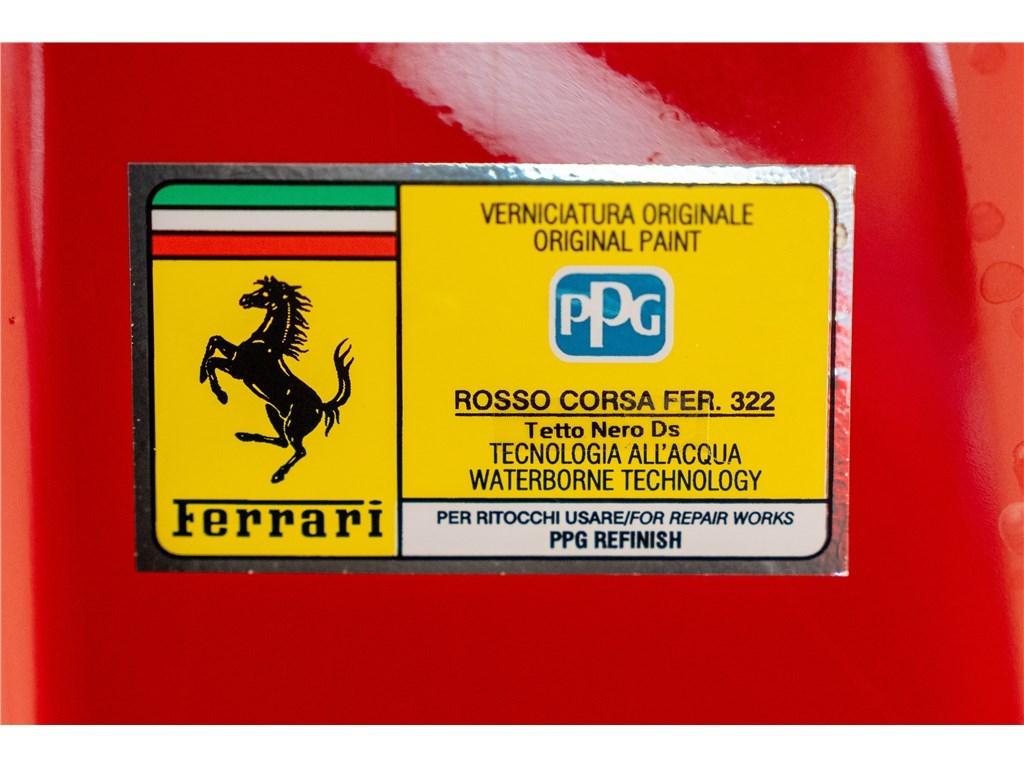 VERNICIATURA ORIGINALE
ORIGINAL PAINT
PPG
ROSSO CORSA FER. 322
Tetto Nero Ds
TECNOLOGIA ALL'ACQUA
WATERBORNE TECHNOLOGY
Ferrari
PER RITOCCHI USARE/FOR REPAIR WORKS
PPG REFINISH